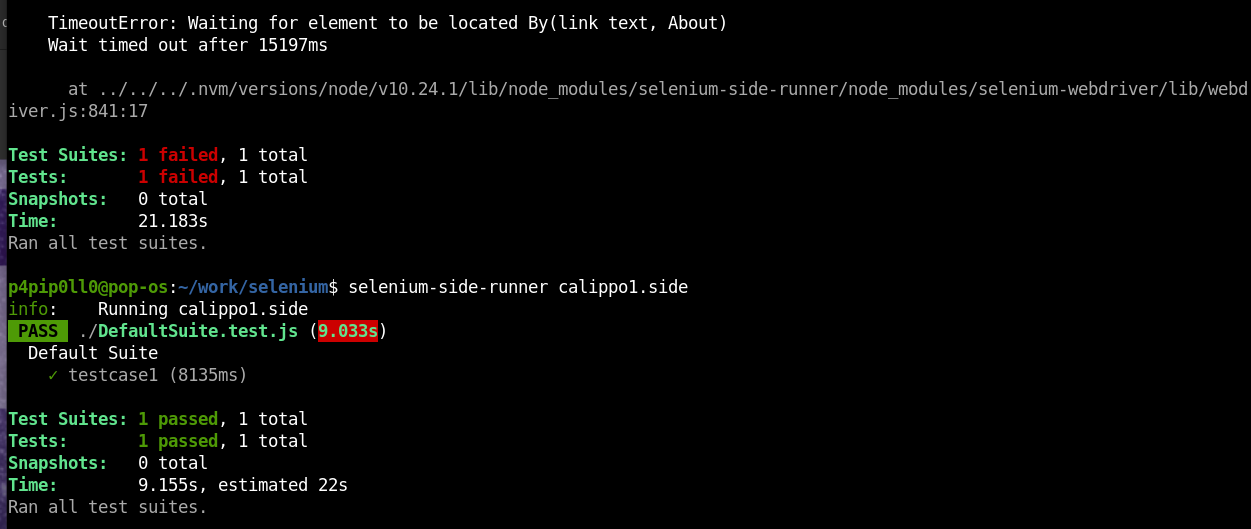 TimeoutError: Waiting for element to be located By(link text, About)
Wait timed out after 15197ms
at ../../../.nvm/versions/node/v10.24.1/lib/node_modules/selenium-side-runner/node_modules/selenium-webdriver/lib/webd
iver.js:841:17
Test Suites: 1 failed, 1 total
Tests: 1 failed, 1 total
Snapshots: 0 total
Time: 21.183s
Ran all test suites.
p4pip0ll0@pop-os:~/work/selenium$ selenium-side-runner calippo1.side
info: Running calippo1.side
PASS ./DefaultSuite.test.js (9.033s)
Default Suite
✓ testcase1 (8135ms)
Test Suites: 1 passed, 1 total
Tests: 1 passed, 1 total
Snapshots: 0 total
Time: 9.155s, estimated 22s
Ran all test suites.